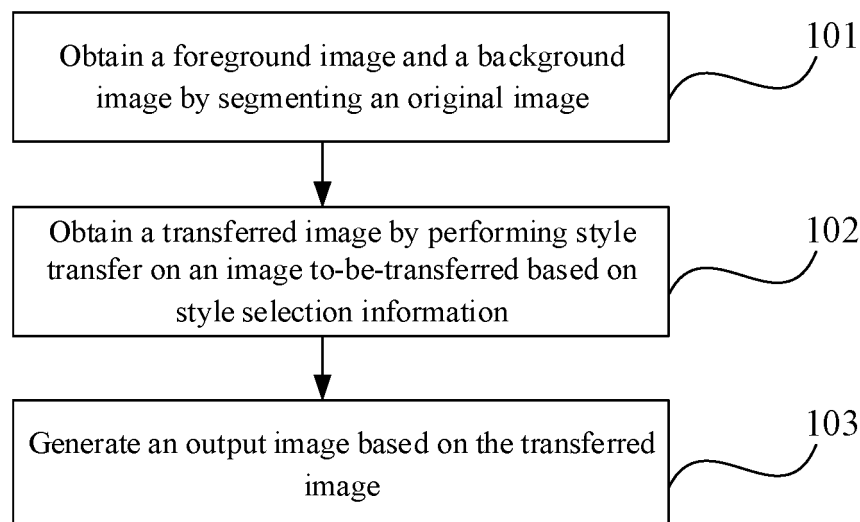 101
Obtain a foreground image and a background
image by segmenting an original image
102
Obtain a transferred image by performing style
transfer on an image to-be-transferred based on
style selection information
103
Generate an output image based on the transferred
image